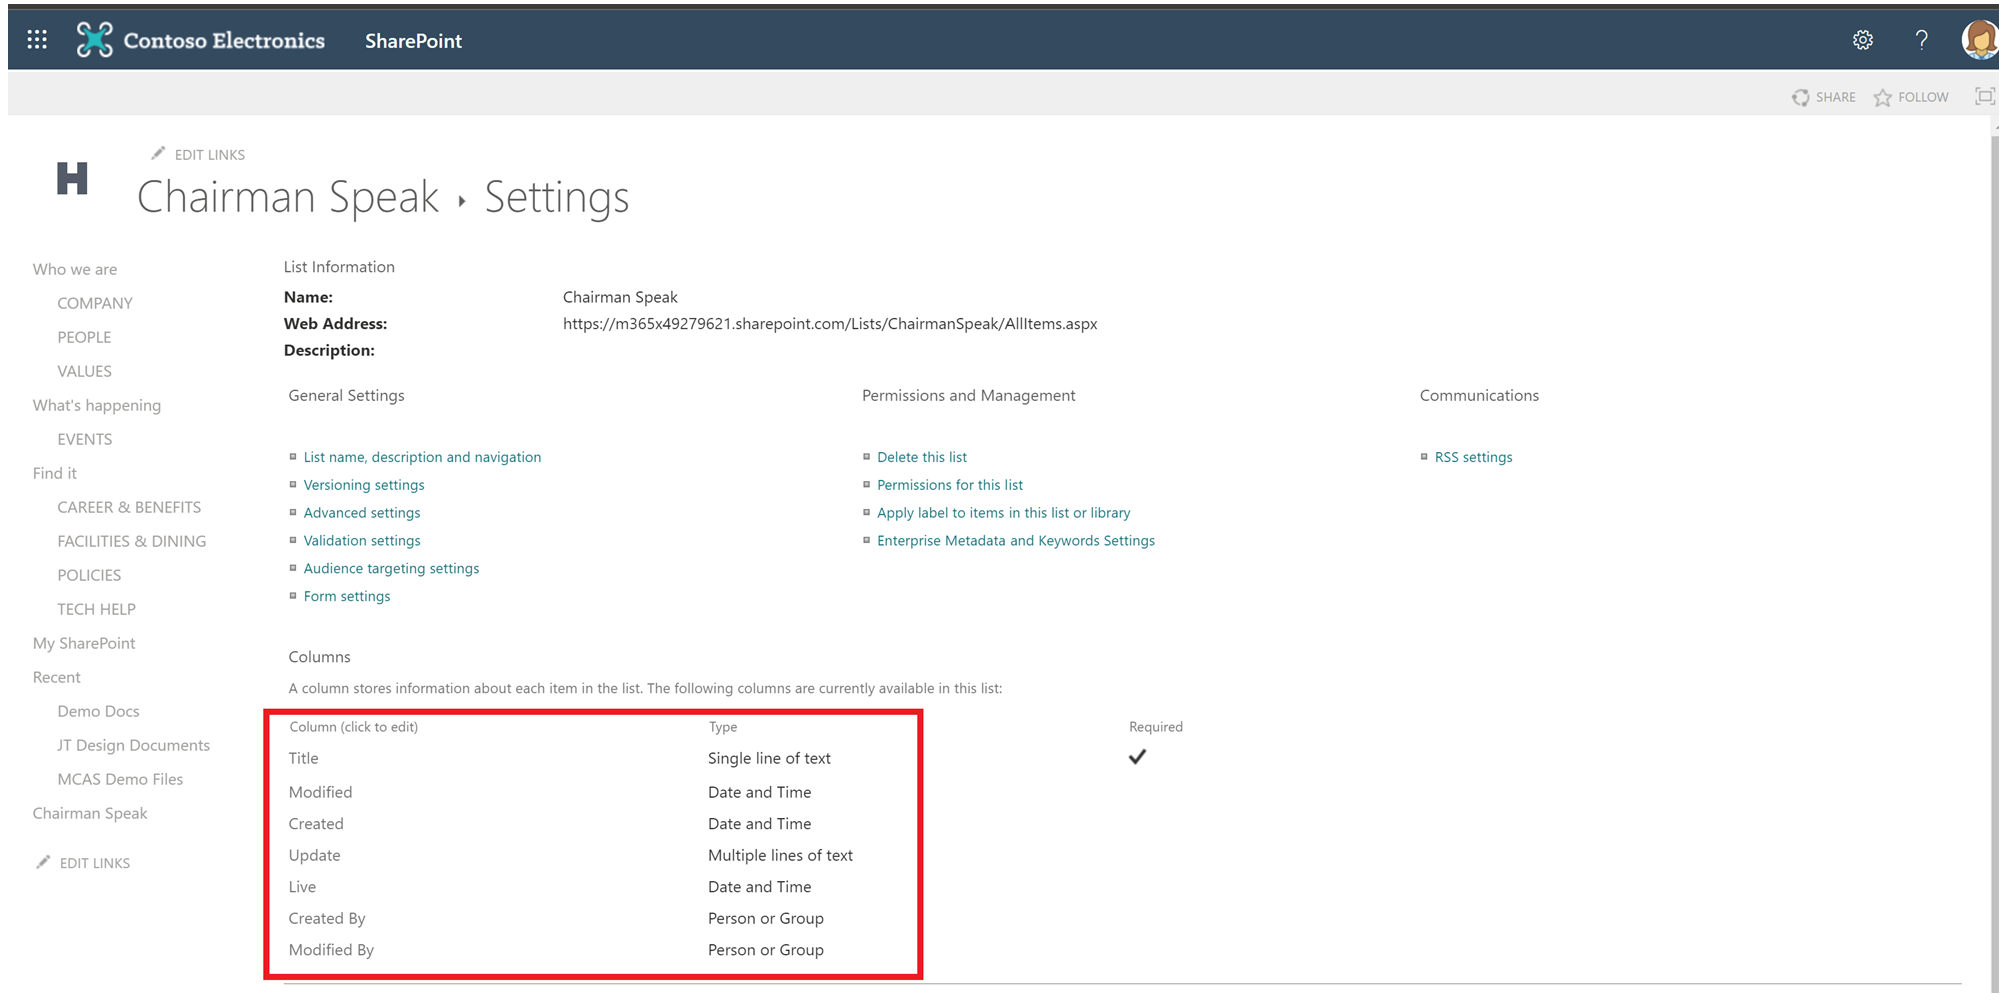 Contoso Electronics SharePoint ?
SHARE FOLLOW
EDIT LINKS
H
Chairman Speak Settings
Who we are
COMPANY
PEOPLE
VALUES
What's happening
EVENTS
Find it
CAREER & BENEFITS
FACILITIES & DINING
POLICIES
TECH HELP
My SharePoint
Recent
Demo Docs
JT Design Documents
MCAS Demo Files
Chairman Speak
EDIT LINKS
List Information
Name: Chairman Speak
Web Address: https://m365x49279621.sharepoint.com/Lists/ChairmanSpeak/AllItems.aspx
Description:
General Settings
List name, description and navigation
Versioning settings
Advanced settings
Validation settings
Audience targeting settings
Form settings
Permissions and Management
Delete this list
Permissions for this list
Apply label to items in this list or library
Enterprise Metadata and Keywords Settings
Communications
RSS settings
Columns
A column stores information about each item in the list. The following columns are currently available in this list:
Column (click to edit) Type Required
Title Single line of text
Modified Date and Time
Created Date and Time
Update Multiple lines of text
Live Date and Time
Created By Person or Group
Modified By Person or Group